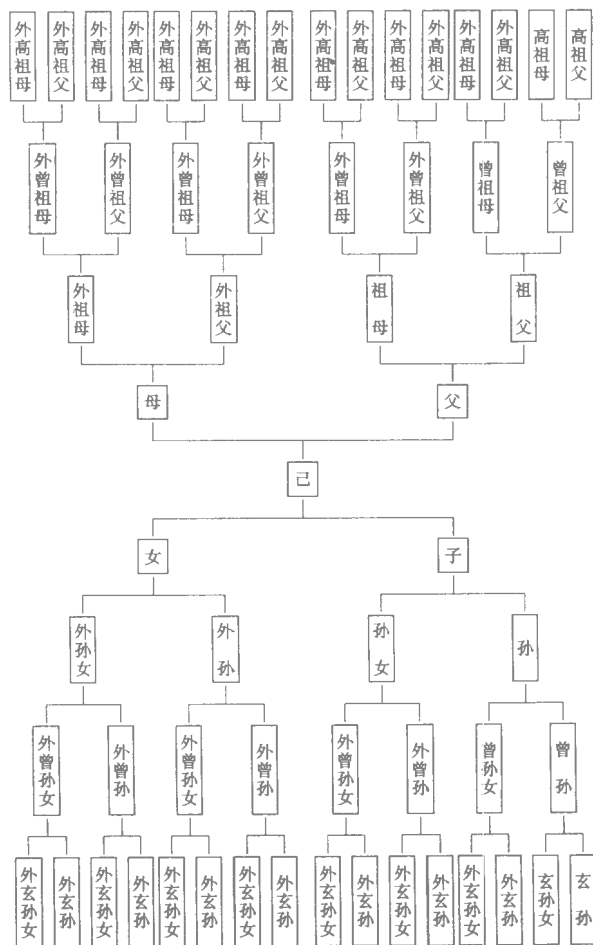 外高祖母
外高祖父
外高祖母
外高祖父
外高祖母
外高祖父
外高祖母
外高祖父
外高祖母
外高祖父
外高祖母
外高祖父
外高祖母
外高祖父
高祖母
高祖父
外曾祖母
外曾祖父
外曾祖母
外曾祖父
外曾祖母
外曾祖父
曾祖母
曾祖父
外祖母
外祖父
祖母
祖父
母
父
己
女
子
外孙女
外孙
孙女
孙
外曾孙女
外曾孙
外曾孙女
外曾孙
外曾孙女
外曾孙
曾孙女
曾孙
外玄孙女
外玄孙
外玄孙女
外玄孙
外玄孙女
外玄孙
外玄孙女
外玄孙
外玄孙女
外玄孙
外玄孙女
外玄孙
外玄孙女
外玄孙
玄孙女
玄孙